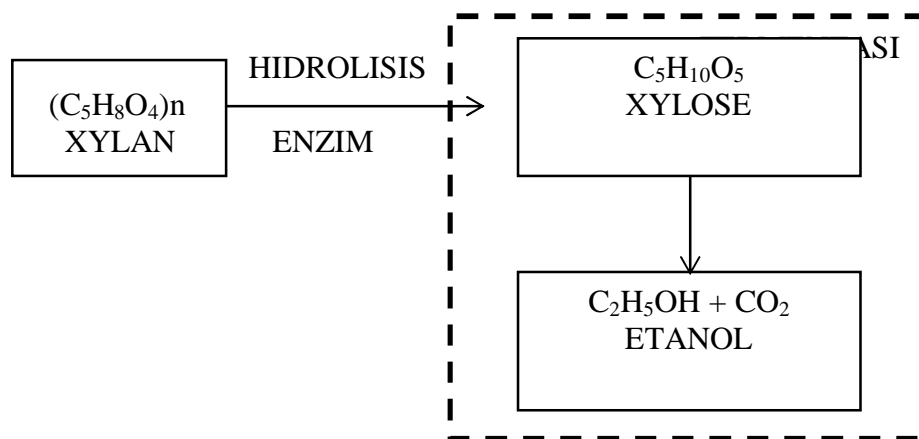 HIDROLISIS
ENZIM
(C₅H₈O₄)n
XYLAN
C₅H₁₀O₅
XYLOSE
C₂H₅OH + CO₂
ETANOL